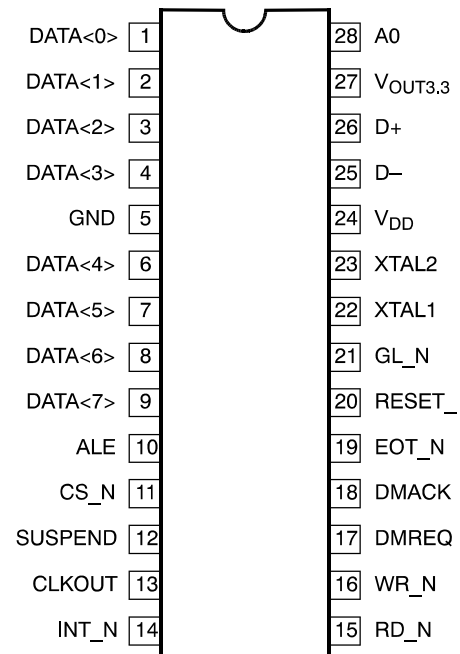 DATA<0> 1 28 A0
DATA<1> 2 27 VOUT3.3
DATA<2> 3 26 D+
DATA<3> 4 25 D–
GND 5 24 VDD
DATA<4> 6 23 XTAL2
DATA<5> 7 22 XTAL1
DATA<6> 8 21 GL_N
DATA<7> 9 20 RESET_
ALE 10 19 EOT_N
CS_N 11 18 DMACK
SUSPEND 12 17 DMREQ
CLKOUT 13 16 WR_N
INT_N 14 15 RD_N